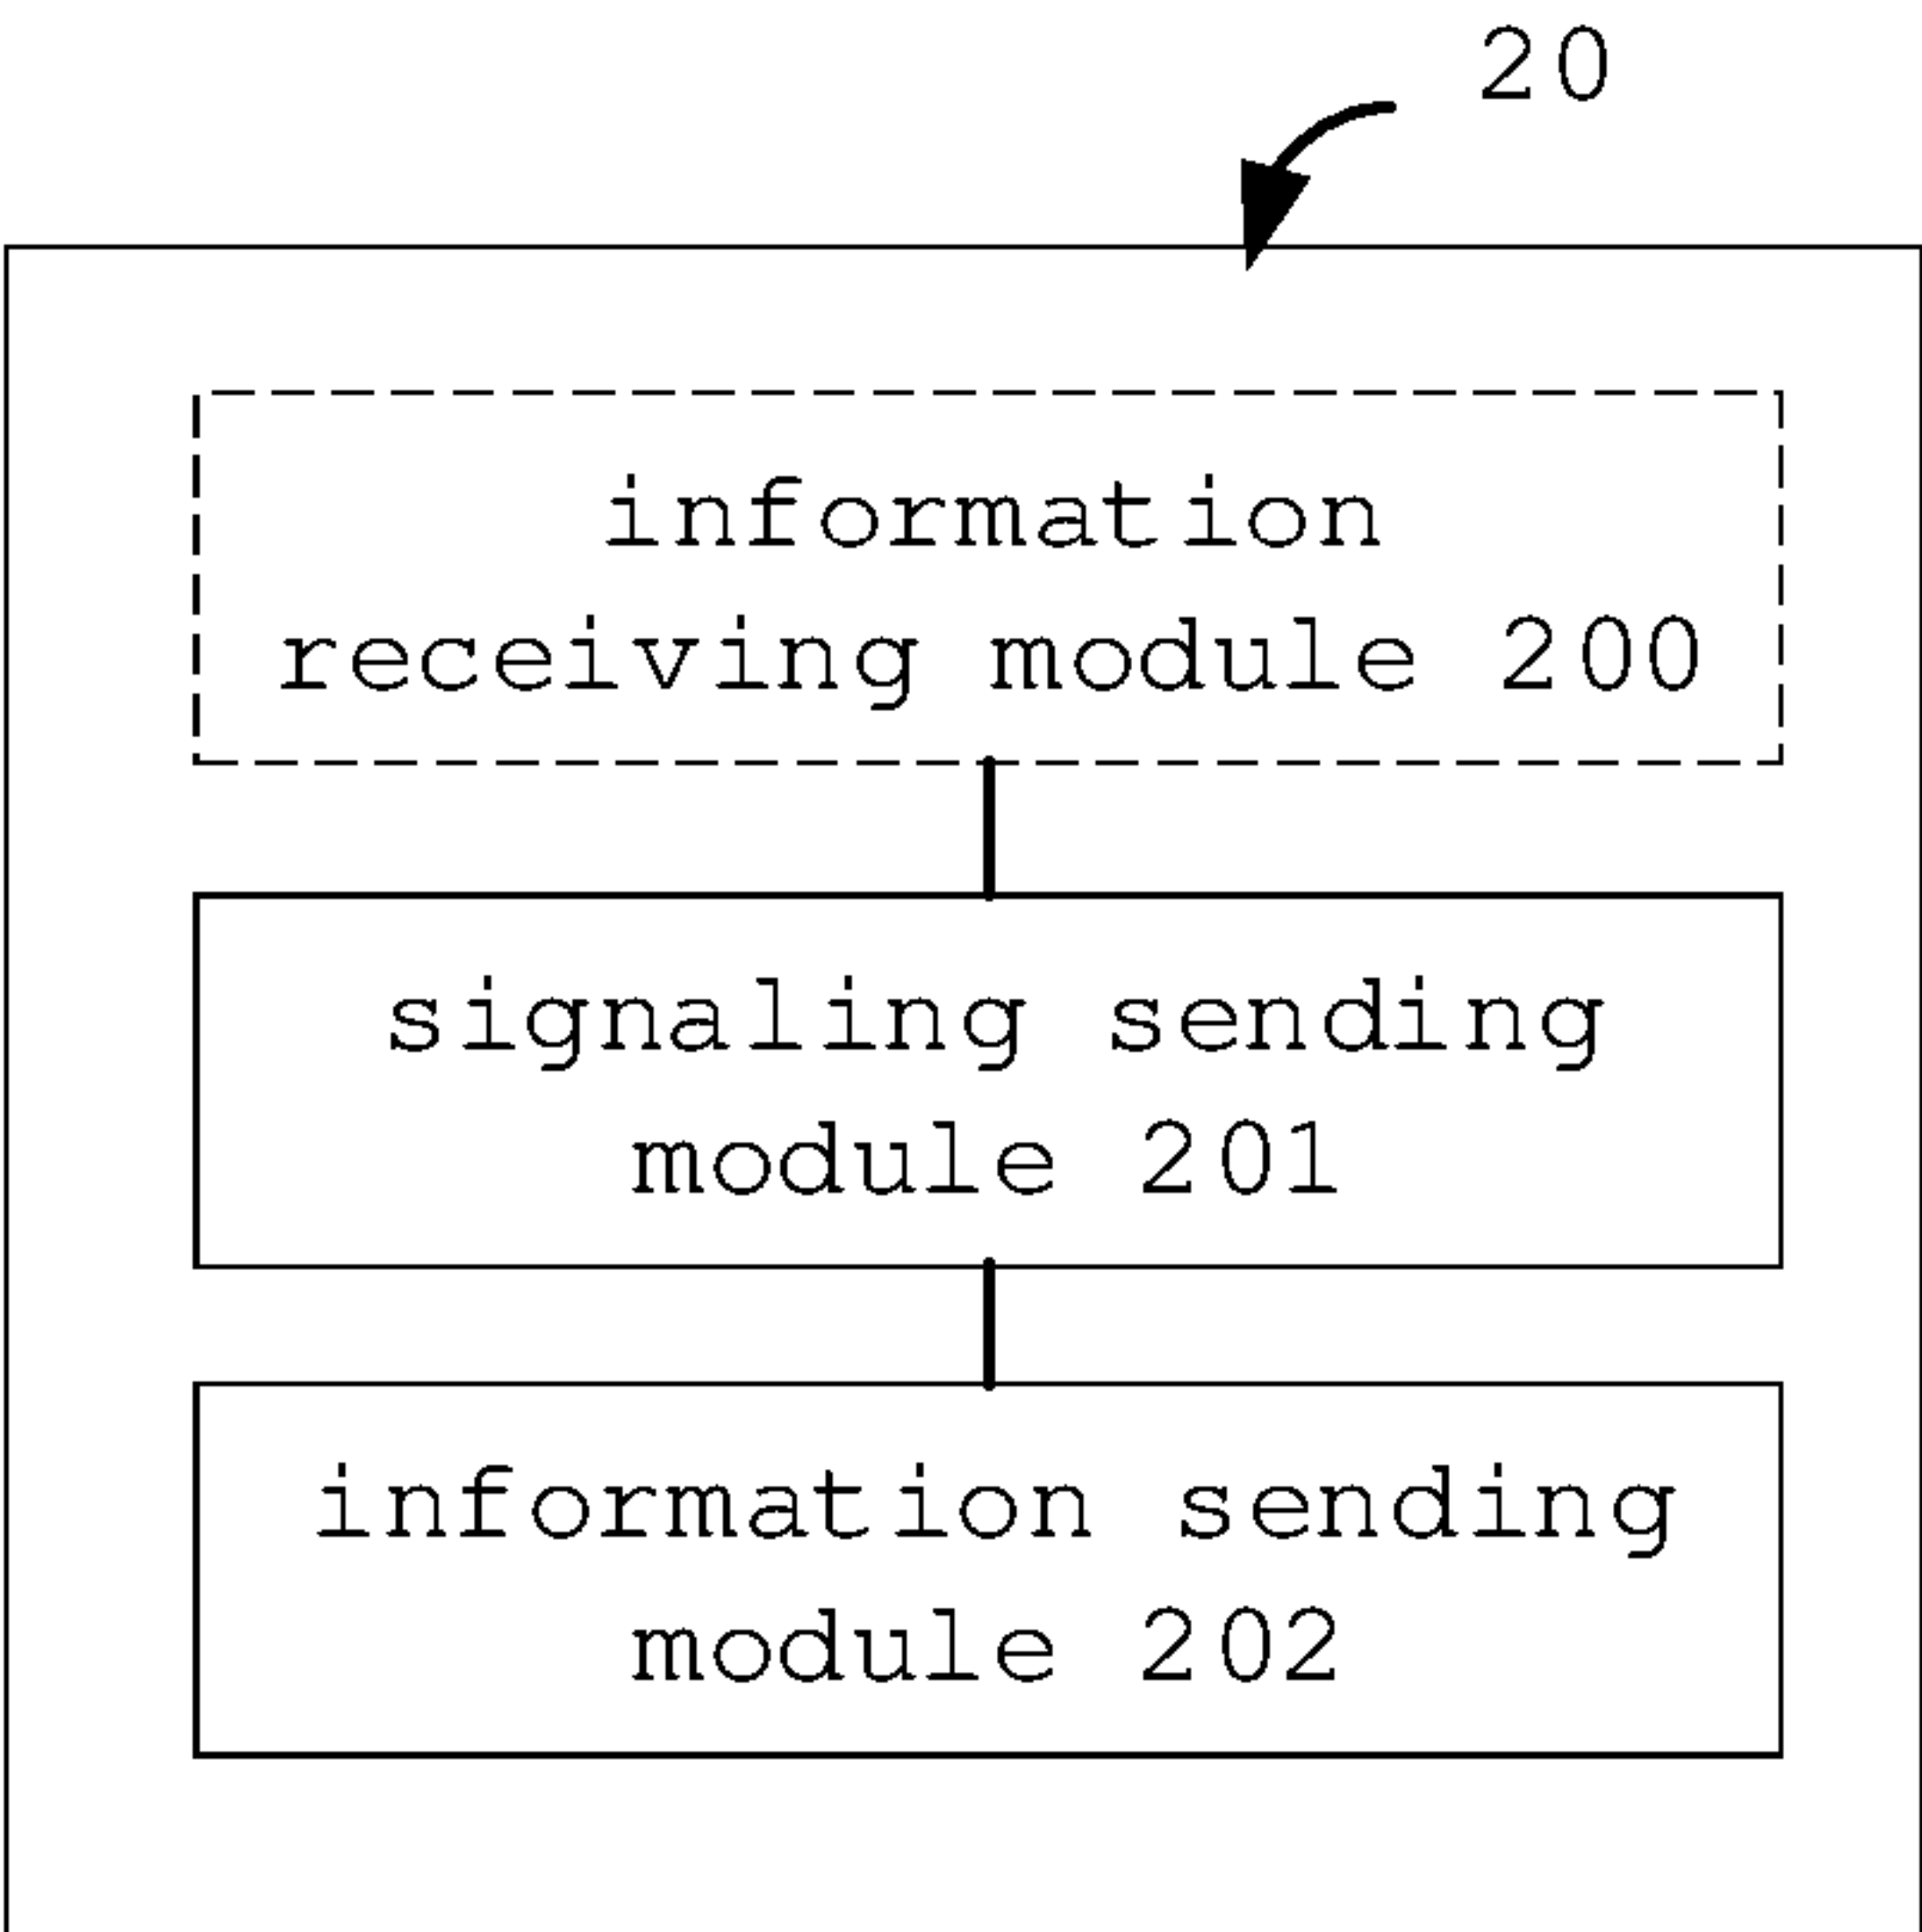 20
information
receiving module 200
signaling sending
module 201
information sending
module 202